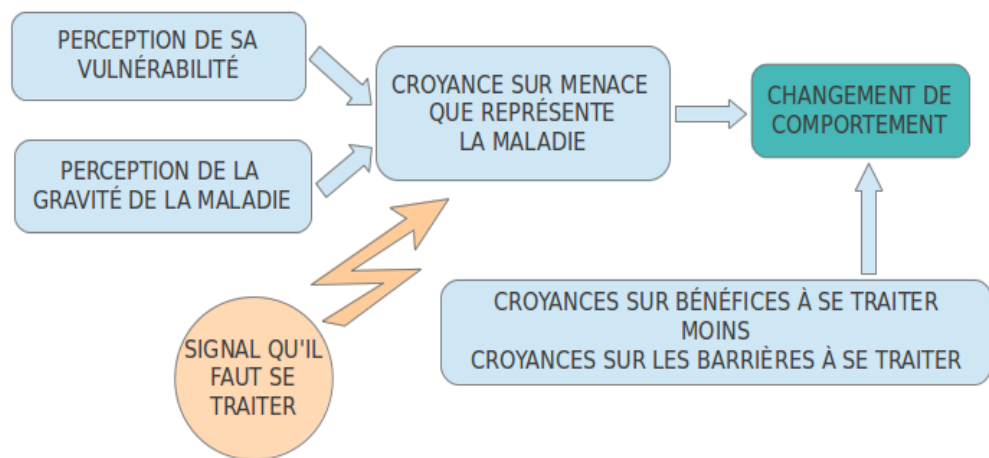 PERCEPTION DE SA
VULNÉRABILITÉ
CROYANCE SUR MENACE
QUE REPRÉSENTE
LA MALADIE
CHANGEMENT DE
COMPORTEMENT
PERCEPTION DE LA
GRAVITÉ DE LA MALADIE
CROYANCES SUR BÉNÉFICES À SE TRAITER
MOINS
CROYANCES SUR LES BARRIÈRES À SE TRAITER
SIGNAL QU'IL
FAUT SE
TRAITER